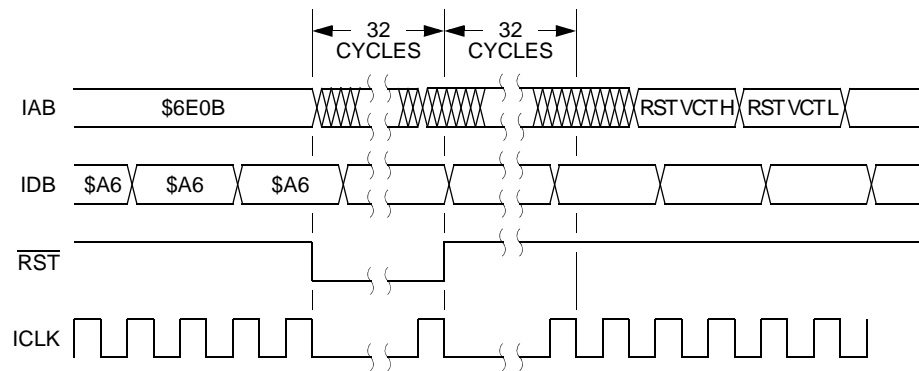 32
CYCLES
32
CYCLES
IAB
$6E0B
RST VCT H
RST VCT L
IDB
$A6
$A6
$A6
RST
ICLK